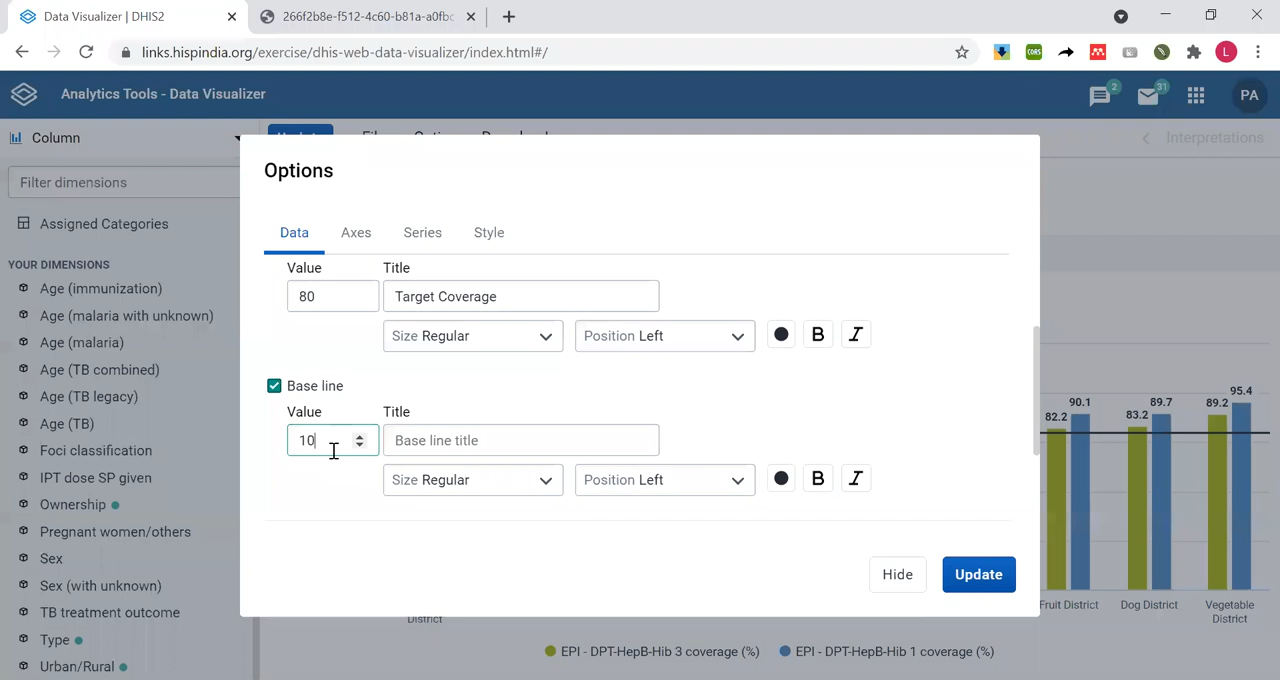 Data Visualizer | DHIS2
266f2b8e-f512-4c60-b81a-a0fb
links.hispindia.org/exercise/dhis-web-data-visualizer/index.html#/
CORS
L
Analytics Tools - Data Visualizer
2
31
PA
Column
Interpretations
Filter dimensions
Assigned Categories
YOUR DIMENSIONS
Age (immunization)
Age (malaria with unknown)
Age (malaria)
Age (TB combined)
Age (TB legacy)
Age (TB)
Foci classification
IPT dose SP given
Ownership
Pregnant women/others
Sex
Sex (with unknown)
TB treatment outcome
Type
Urban/Rural
Options
Data Axes Series Style
Value Title
80 Target Coverage
Size Regular Position Left B I
Base line
Value Title
10 Base line title
Size Regular Position Left B I
Hide Update
82.2 90.1 83.2 89.7 89.2 95.4
Fruit District Dog District Vegetable District
District
EPI - DPT-HepB-Hib 3 coverage (%) EPI - DPT-HepB-Hib 1 coverage (%)